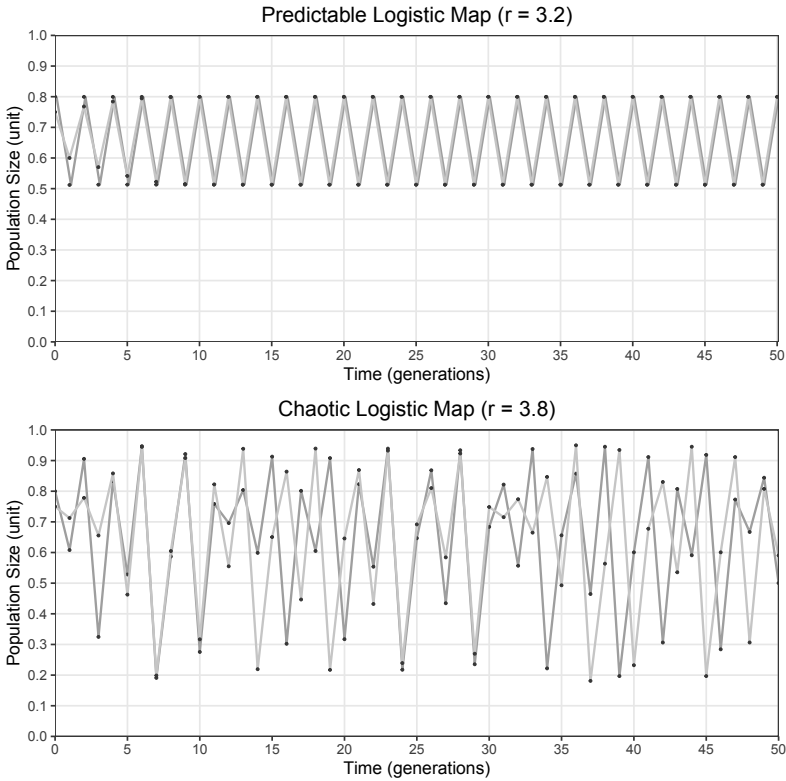 Predictable Logistic Map (r = 3.2)
Population Size (unit)
1.0
0.9
0.8
0.7
0.6
0.5
0.4
0.3
0.2
0.1
0.0
0 5 10 15 20 25 30 35 40 45 50
Time (generations)
Chaotic Logistic Map (r = 3.8)
Population Size (unit)
1.0
0.9
0.8
0.7
0.6
0.5
0.4
0.3
0.2
0.1
0.0
0 5 10 15 20 25 30 35 40 45 50
Time (generations)